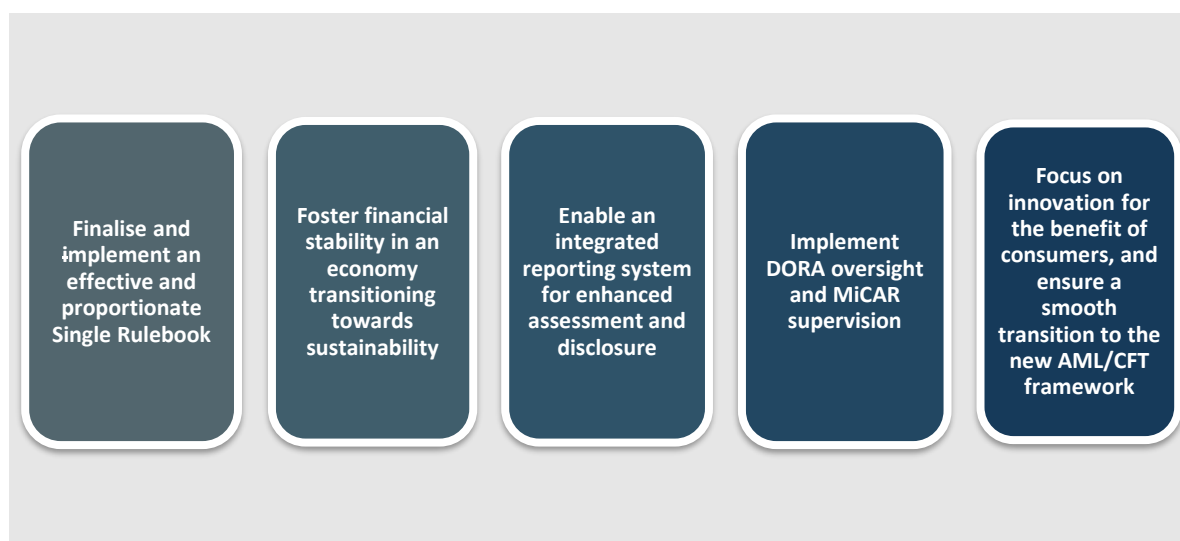 Finalise and
implement an
effective and
proportionate
Single Rulebook
Foster financial
stability in an
economy
transitioning
towards
sustainability
Enable an
integrated
reporting system
for enhanced
assessment and
disclosure
Implement
DORA oversight
and MiCAR
supervision
Focus on
innovation for
the benefit of
consumers, and
ensure a
smooth
transition to the
new AML/CFT
framework